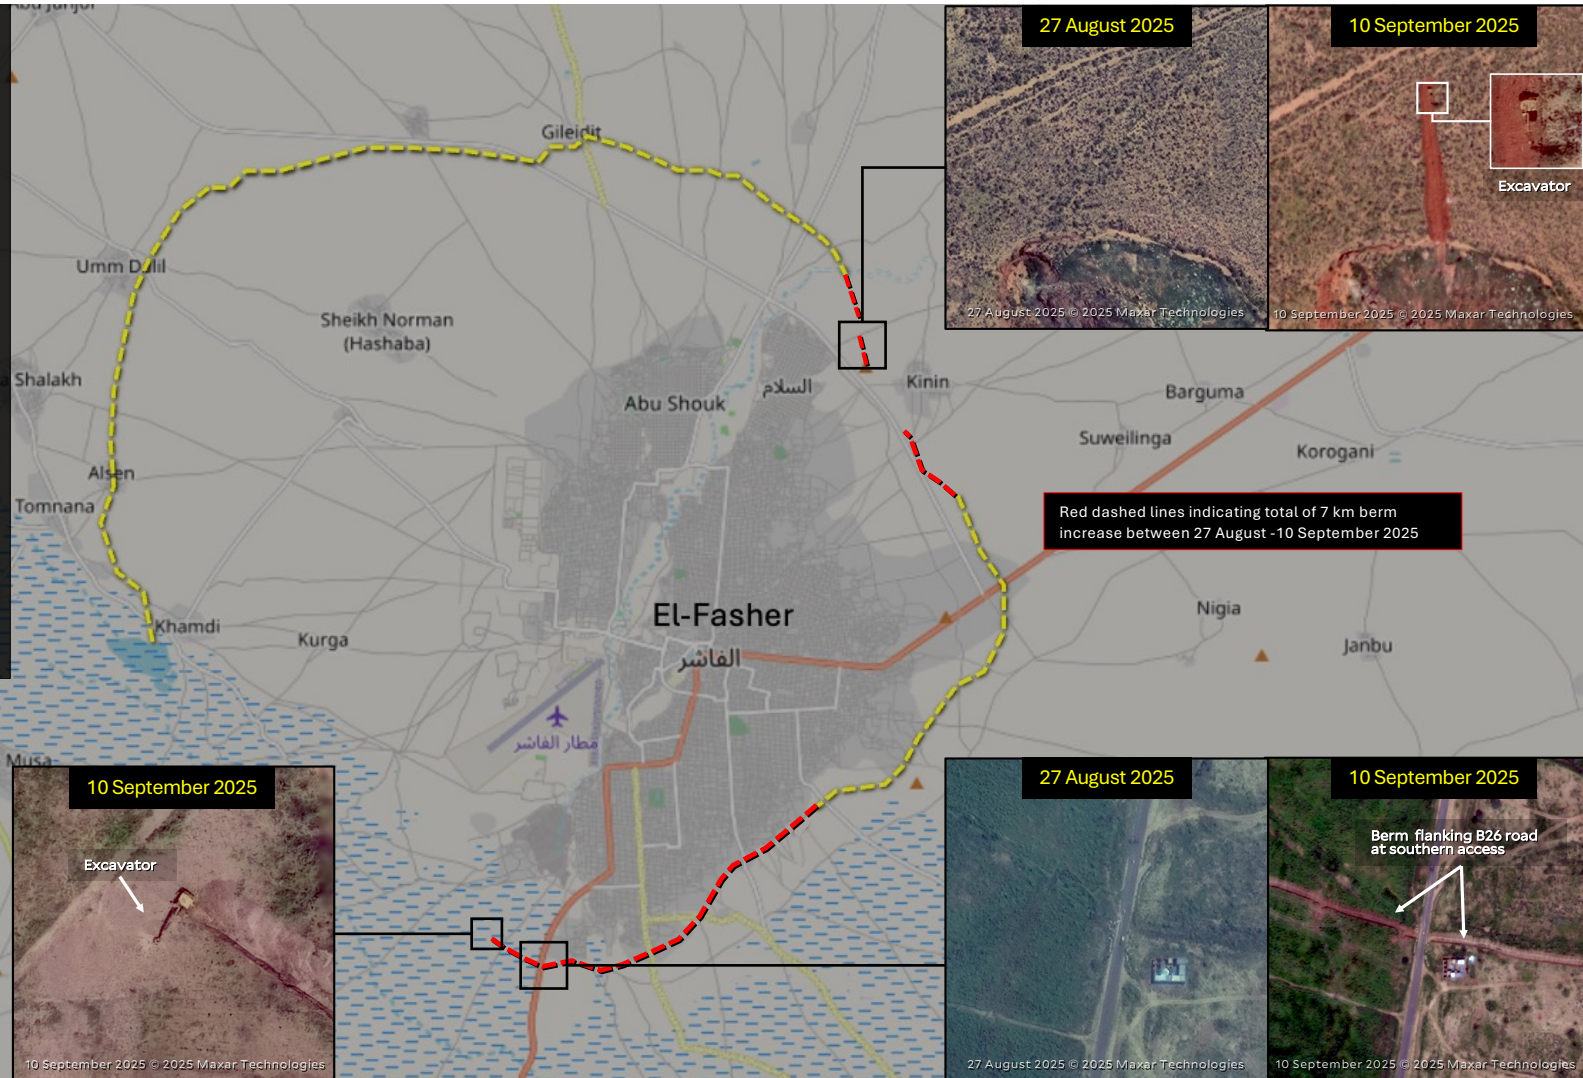 27 August 2025
10 September 2025
Excavator
27 August 2025 © 2025 Maxar Technologies
10 September 2025 © 2025 Maxar Technologies
Gileidit
Umm Dalil
Sheikh Norman
(Hashaba)
Shalakh
Abu Shouk
السلام
Kinin
Barguma
Suweilinga
Korogani
Alsen
Tomnana
Red dashed lines indicating total of 7 km berm
increase between 27 August -10 September 2025
El-Fasher
الفاشر
Khamdi
Kurga
Nigia
Janbu
مطار الفاشر
Musa
10 September 2025
Excavator
10 September 2025 © 2025 Maxar Technologies
27 August 2025
10 September 2025
Berm flanking B26 road
at southern access
27 August 2025 © 2025 Maxar Technologies
10 September 2025 © 2025 Maxar Technologies